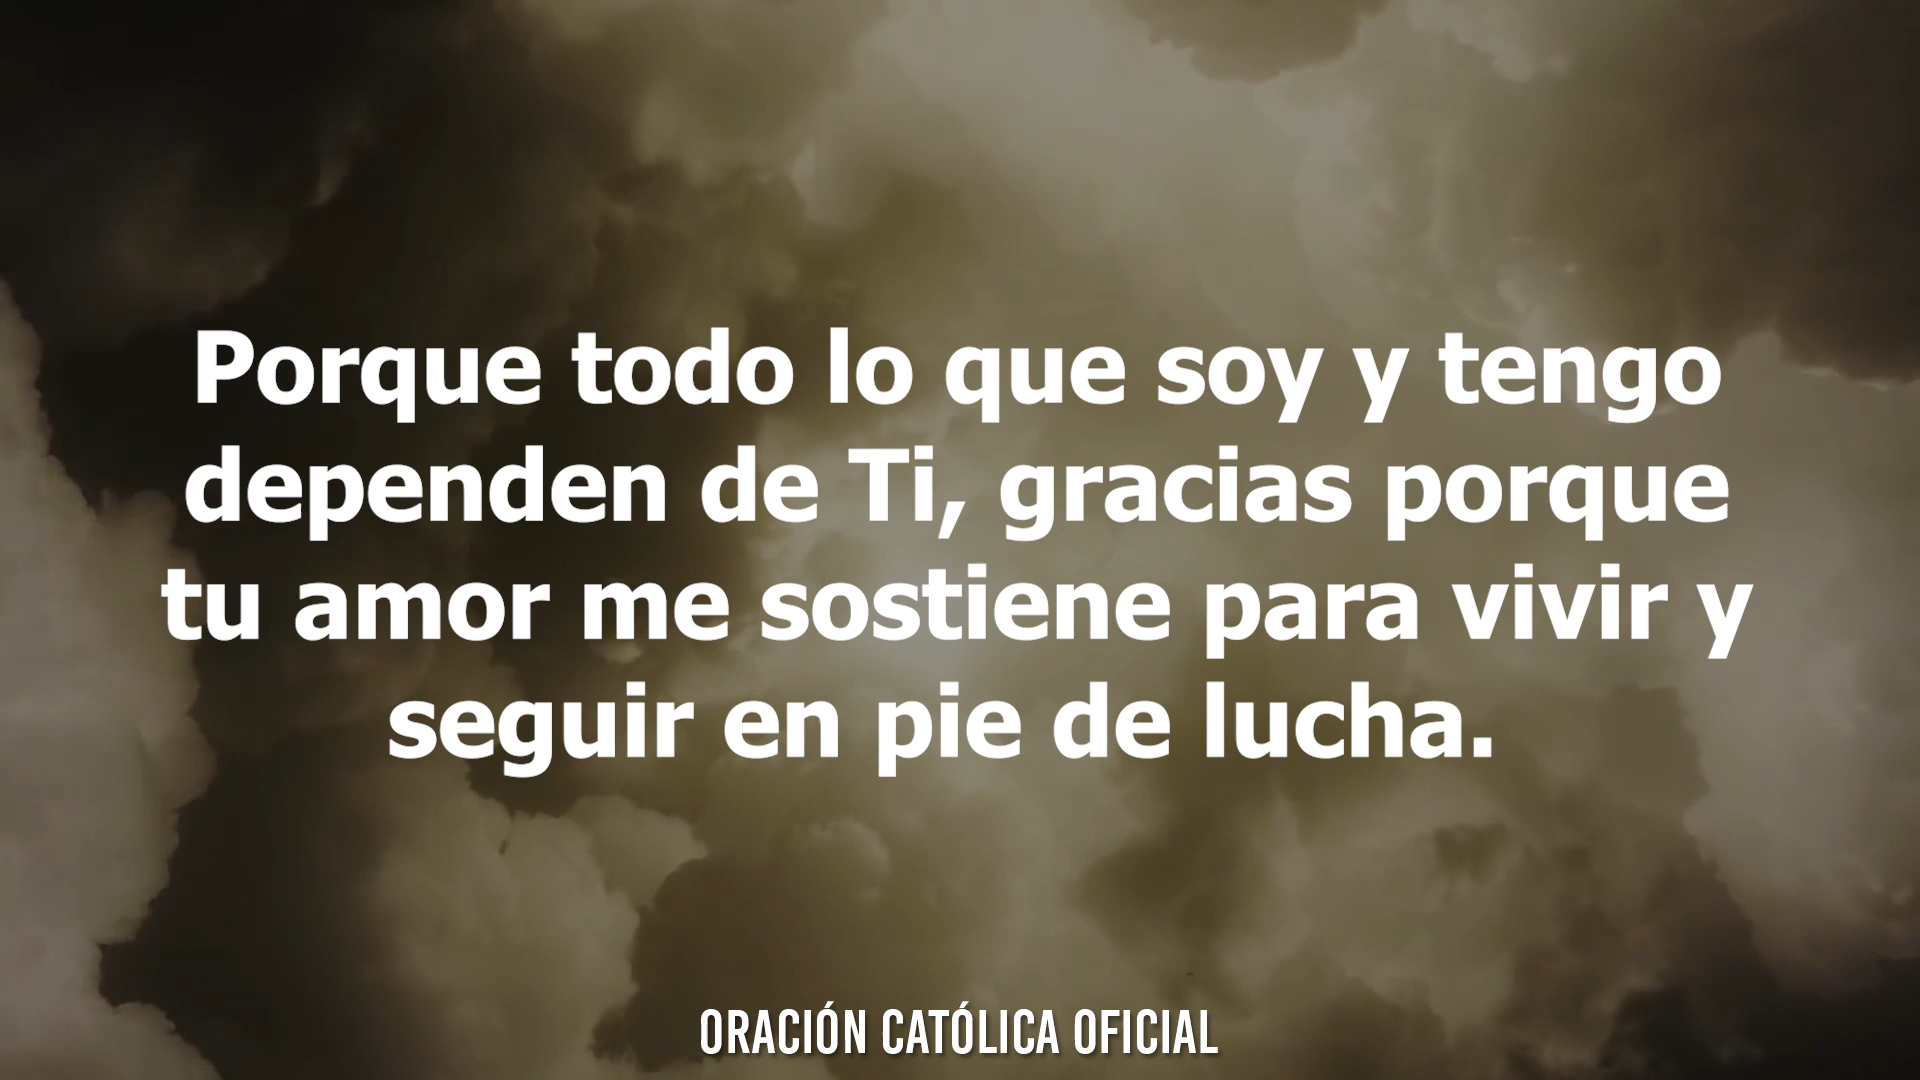 Porque todo lo que soy y tengo
dependen de Ti, gracias porque
tu amor me sostiene para vivir y
seguir en pie de lucha.
ORACIÓN CATÓLICA OFICIAL